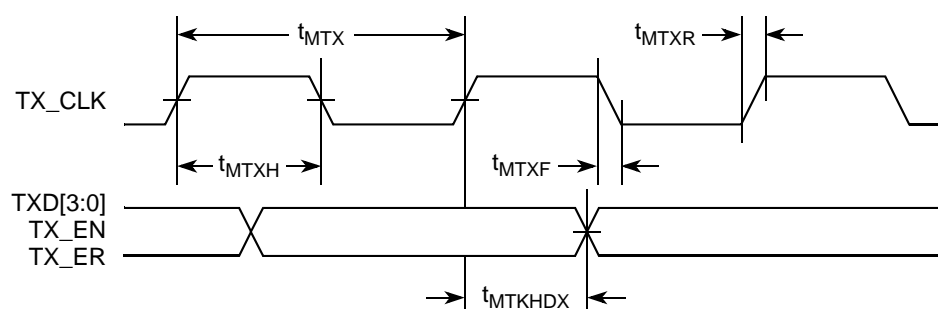 tMTX
tMTXR
TX_CLK
tMTXH
tMTXF
TXD[3:0]
TX_EN
TX_ER
tMTKHDX